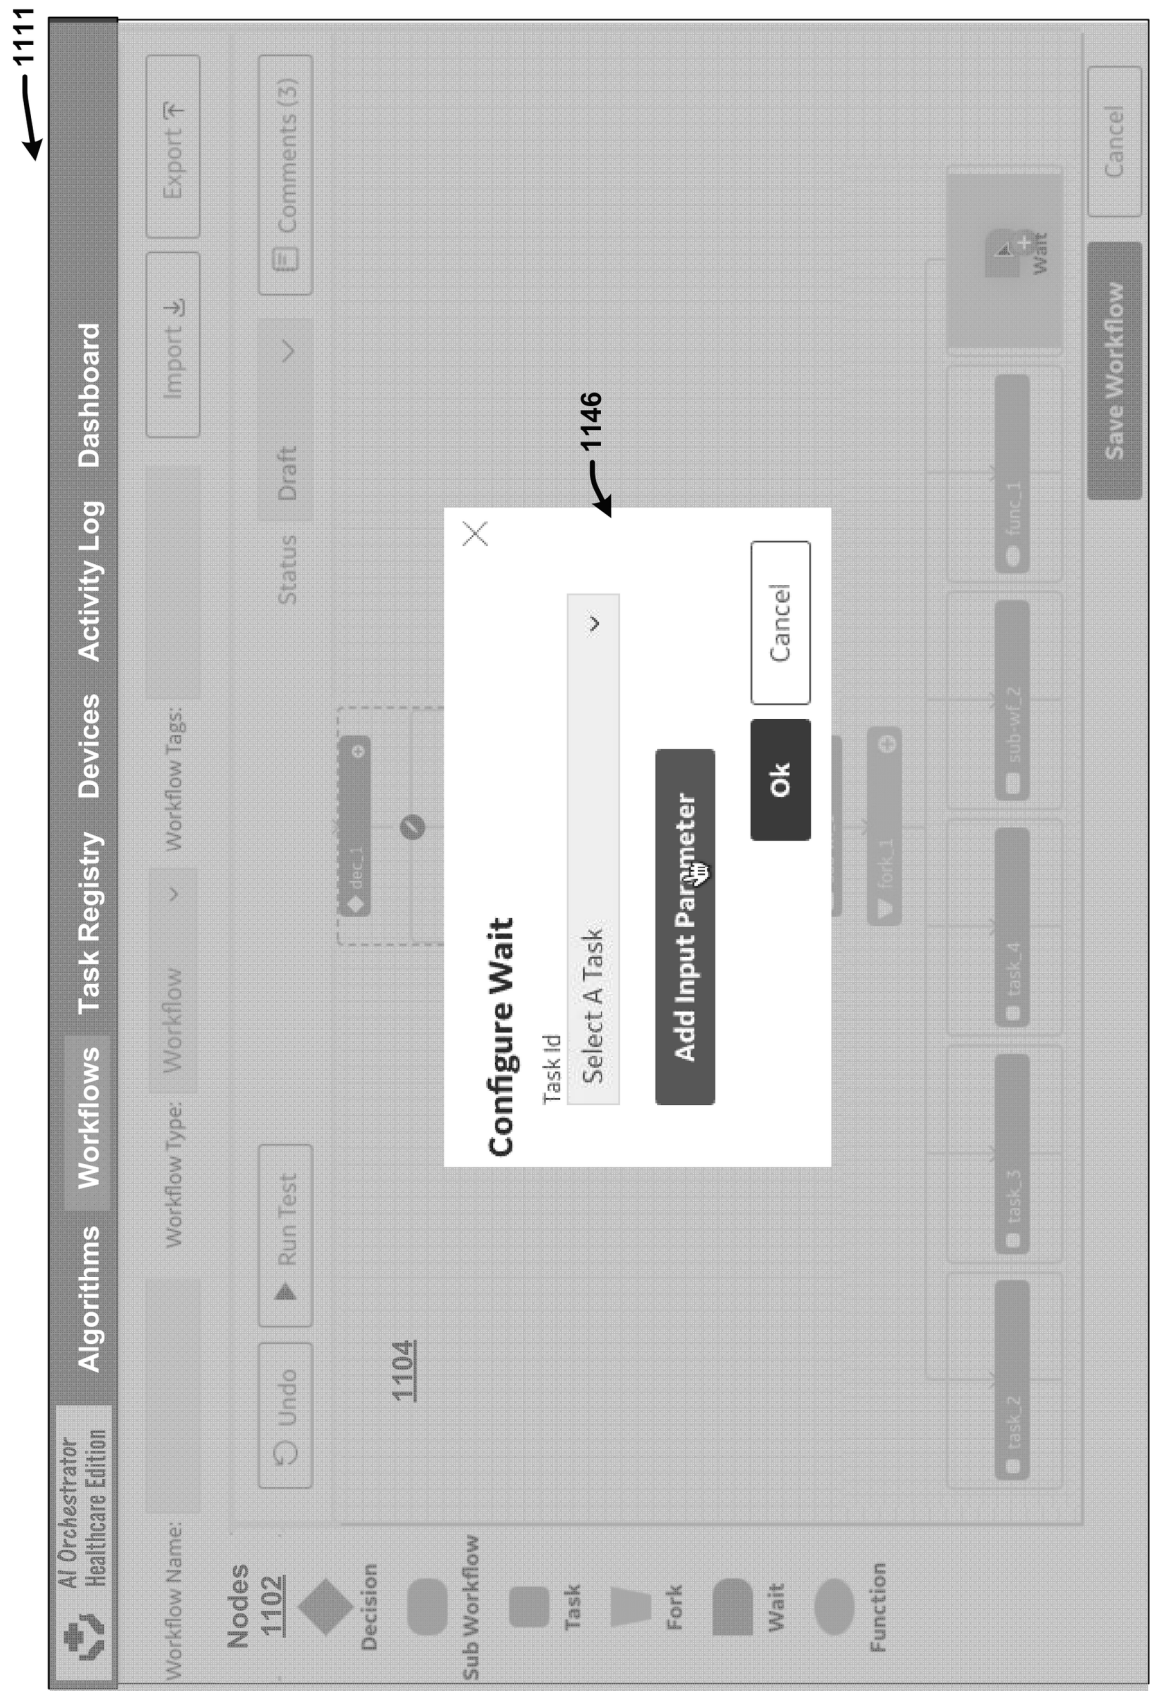 1111
AI Orchestrator
Healthcare Edition
Algorithms
Workflows
Task Registry
Devices
Activity Log
Dashboard
Workflow Name:
Workflow Type:
Workflow
Workflow Tags:
Import
Export
Nodes
1102
Undo
Run Test
Status
Draft
Comments (3)
Decision
Sub Workflow
Task
Fork
Wait
Function
1104
dec_1
Configure Wait
Task Id
Select A Task
Add Input Parameter
Ok
Cancel
1146
fork_1
task_2
task_3
task_4
sub-wf_2
func_1
Wait
Save Workflow
Cancel